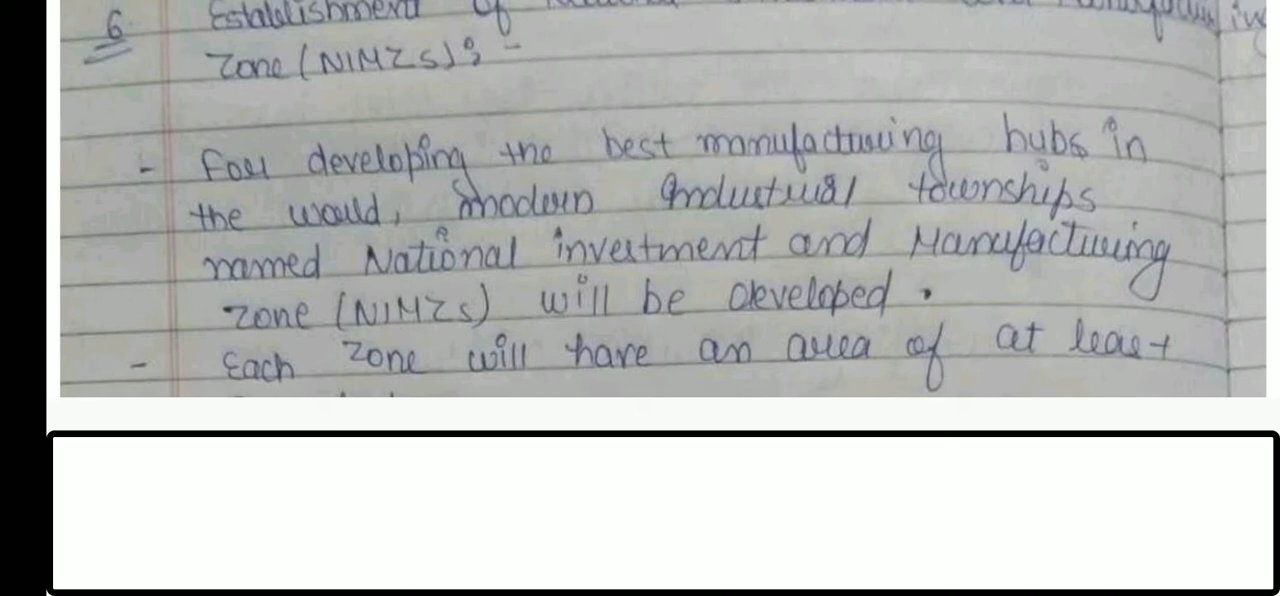 6 Establishment of
Zone (NIMZs):-
- For developing the best manufacturing hubs in
the world, modern industrial townships
named National investment and Manufacturing
zone (NIMZs) will be developed.
- Each zone will have an area of at least